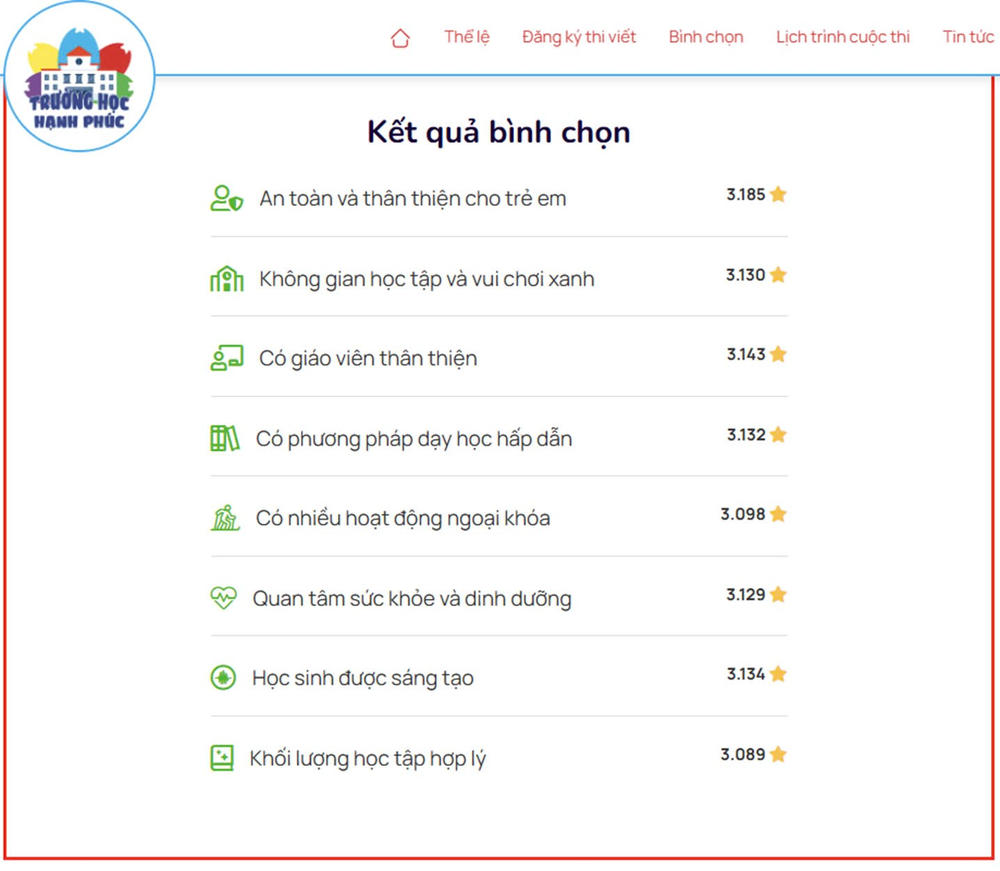 TRƯỜNG HỌC
HẠNH PHÚC
Thể lệ
Đăng ký thi viết
Bình chọn
Lịch trình cuộc thi
Tin tức
Kết quả bình chọn
An toàn và thân thiện cho trẻ em 3.185
Không gian học tập và vui chơi xanh 3.130
Có giáo viên thân thiện 3.143
Có phương pháp dạy học hấp dẫn 3.132
Có nhiều hoạt động ngoại khóa 3.098
Quan tâm sức khỏe và dinh dưỡng 3.129
Học sinh được sáng tạo 3.134
Khối lượng học tập hợp lý 3.089